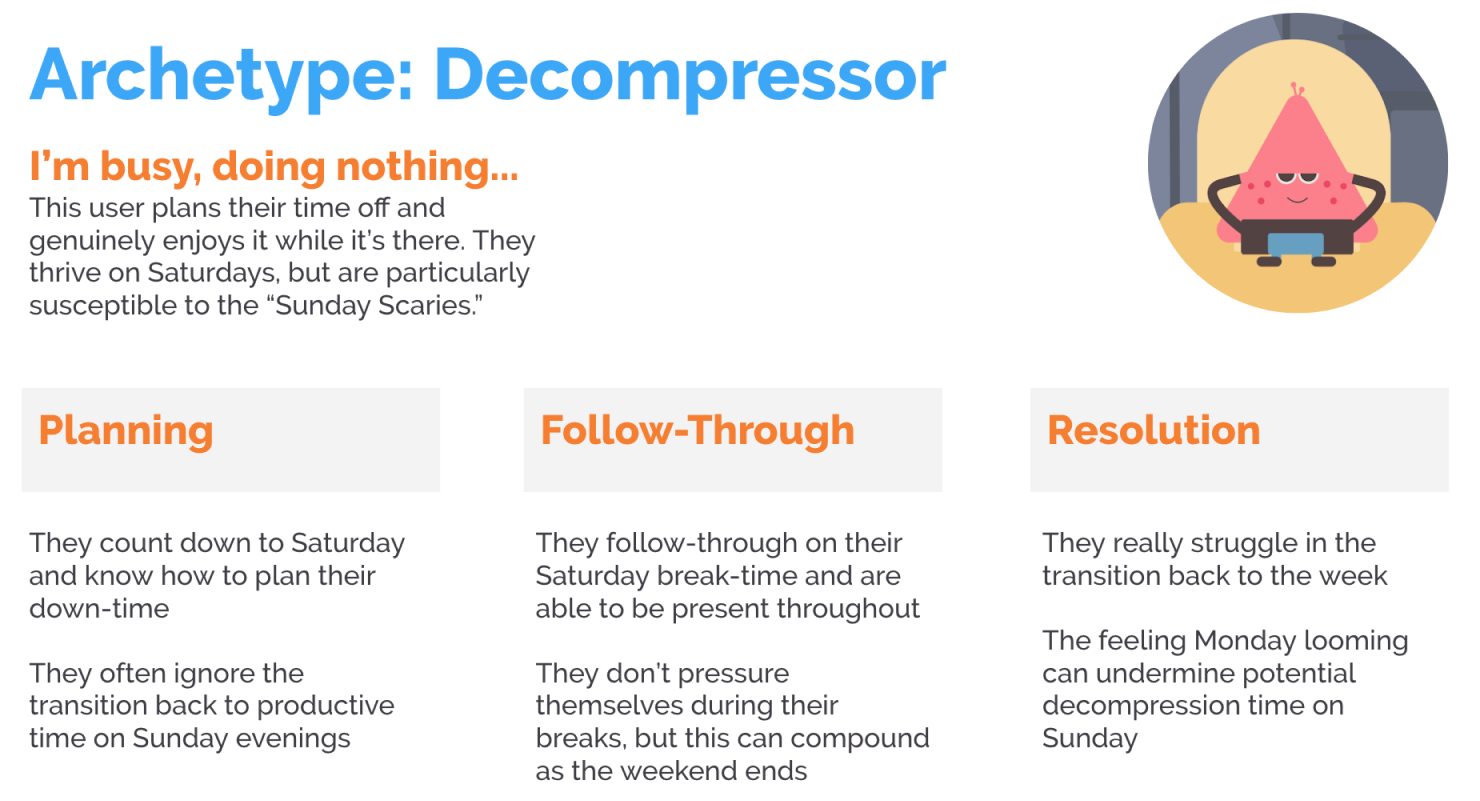 Archetype: Decompressor
I’m busy, doing nothing...
This user plans their time off and
genuinely enjoys it while it’s there. They
thrive on Saturdays, but are particularly
susceptible to the “Sunday Scaries.”
Planning
They count down to Saturday
and know how to plan their
down-time
They often ignore the
transition back to productive
time on Sunday evenings
Follow-Through
They follow-through on their
Saturday break-time and are
able to be present throughout
They don’t pressure
themselves during their
breaks, but this can compound
as the weekend ends
Resolution
They really struggle in the
transition back to the week
The feeling Monday looming
can undermine potential
decompression time on
Sunday